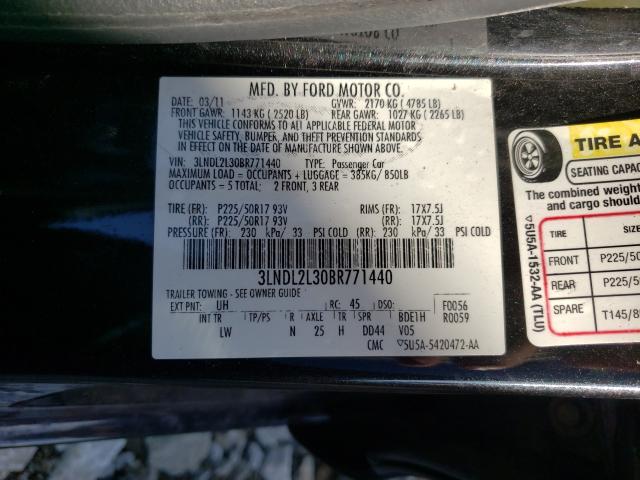 MFD. BY FORD MOTOR CO.
DATE: 03/11 GVWR: 2170 KG ( 4785 LB)
FRONT GAWR: 1143 KG ( 2520 LB) REAR GAWR: 1027 KG ( 2265 LB)
THIS VEHICLE CONFORMS TO ALL APPLICABLE FEDERAL MOTOR
VEHICLE SAFETY, BUMPER, AND THEFT PREVENTION STANDARDS
IN EFFECT ON THE DATE OF MANUFACTURE SHOWN ABOVE.
VIN: 3LNDL2L30BR771440 TYPE: Passenger Car
MAXIMUM LOAD = OCCUPANTS + LUGGAGE = 385KG/ 850LB
OCCUPANTS = 5 TOTAL: 2 FRONT, 3 REAR
TIRE (FR): P225/50R17 93V RIMS (FR): 17X7.5J
(RR): P225/50R17 93V (RR): 17X7.5J
PRESSURE (FR): 230 kPa/ 33 PSI COLD (RR): 230 kPa/ 33 PSI COLD
3LNDL2L30BR771440
TRAILER TOWING - SEE OWNER GUIDE
EXT PNT: UH RC: 45 DSO: F0056
INT TR TP/PS R AXLE TR SPR BDE1H R0059
LW N 25 H DD44 V05
CMC ▽5U5A-5420472-AA
TIRE A
SEATING CAPACITY
The combined weight
and cargo should
TIRE SIZE
FRONT P225/50
REAR P225/5
SPARE T145/8
▽5U5A-1532-AA (TLU)